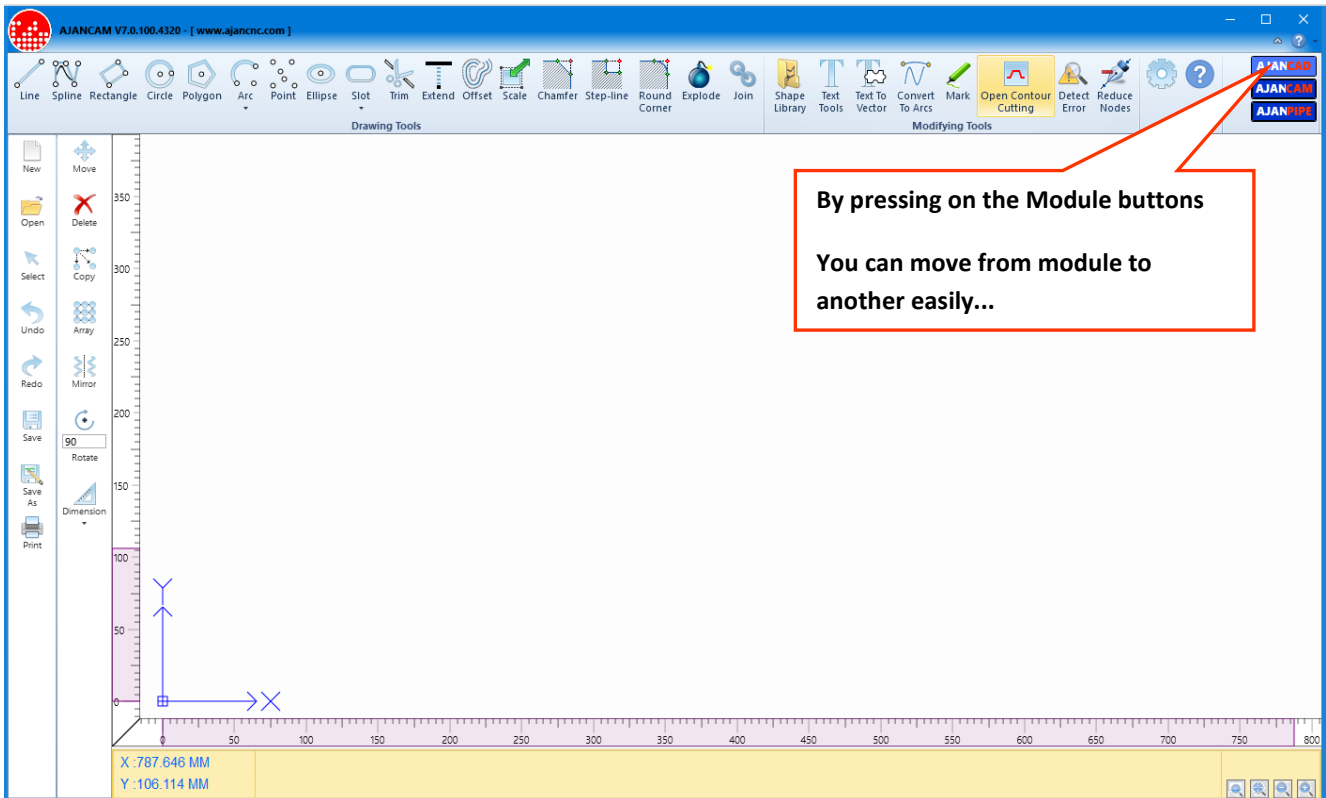 AJANCAM V7.0.100.4320 - [ www.ajancnc.com ]
Line Spline Rectangle Circle Polygon Arc Point Ellipse Slot Trim Extend Offset Scale Chamfer Step-line Round Corner Explode Join
Drawing Tools
Shape Library Text Tools Text To Vector Convert To Arcs Mark Open Contour Cutting Detect Error Reduce Nodes
Modifying Tools
AJANCAD
AJANCAM
AJANPIPE
New Move
Open Delete
Select Copy
Undo Array
Redo Mirror
Save 90
Rotate
Save As Dimension
Print
By pressing on the Module buttons
You can move from module to
another easily...
350
300
250
200
150
100
50
0
Y
X
0 50 100 150 200 250 300 350 400 450 500 550 600 650 700 750 800
X :787.646 MM
Y :106.114 MM